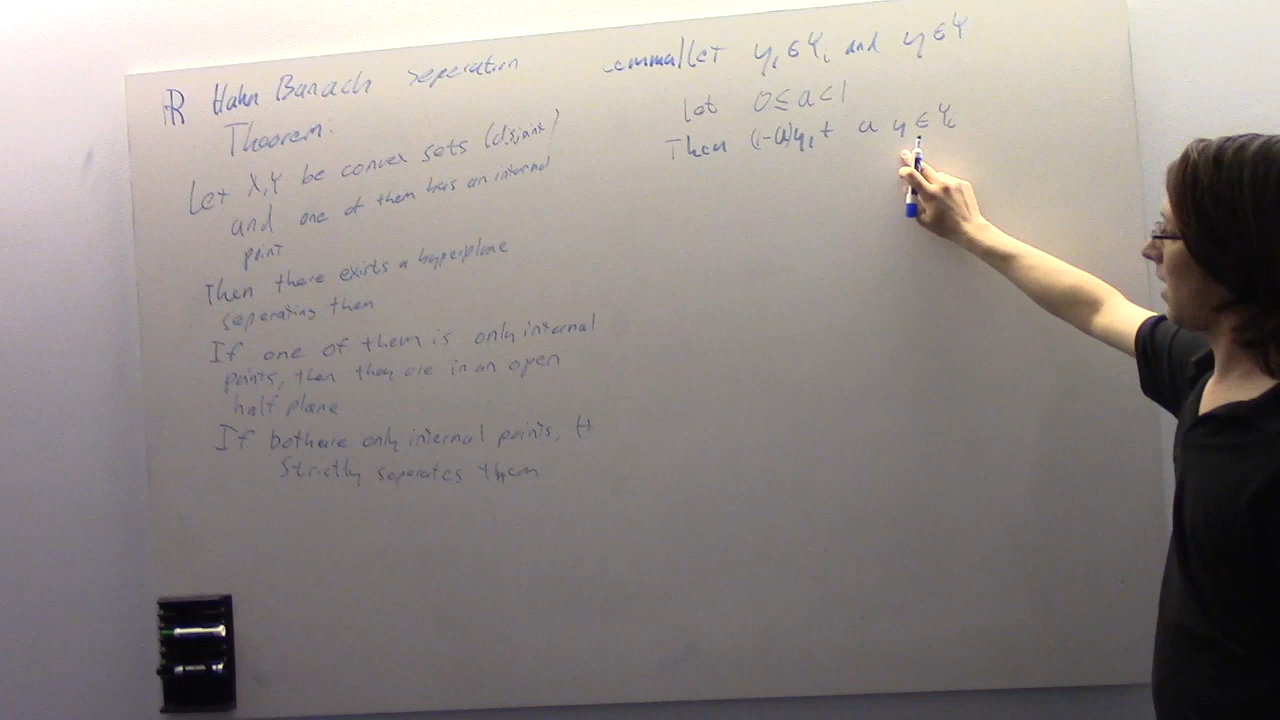 ℝ Hahn Banach seperation
Theorem:
Let X,Y be convex sets (disjoint)
and one of them has an internal
point
Then there exists a hyperplane
seperating them
If one of them is only internal
points, then they are in an open
half plane
If both are only internal points, H
Strictly seperates them
Lemma: let y₁ ∈ Yᵢ and y ∈ Y
let 0 ≤ a < 1
Then (1-a)y₁ + a y ∈ Yᵢ